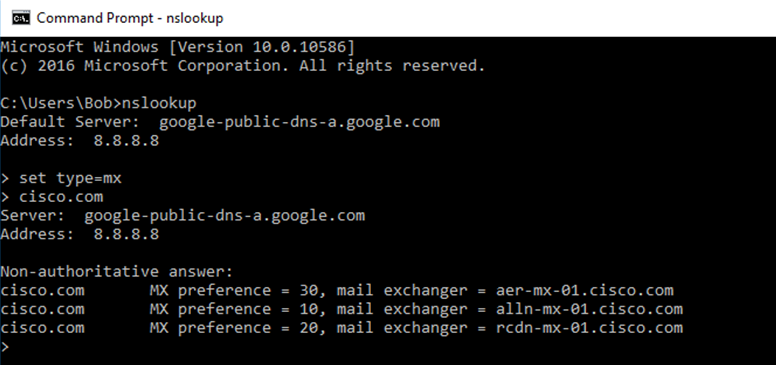 Command Prompt - nslookup
Microsoft Windows [Version 10.0.10586]
(c) 2016 Microsoft Corporation. All rights reserved.
C:\Users\Bob>nslookup
Default Server:  google-public-dns-a.google.com
Address:  8.8.8.8
> set type=mx
> cisco.com
Server:  google-public-dns-a.google.com
Address:  8.8.8.8
Non-authoritative answer:
cisco.com       MX preference = 30, mail exchanger = aer-mx-01.cisco.com
cisco.com       MX preference = 10, mail exchanger = alln-mx-01.cisco.com
cisco.com       MX preference = 20, mail exchanger = rcdn-mx-01.cisco.com
>